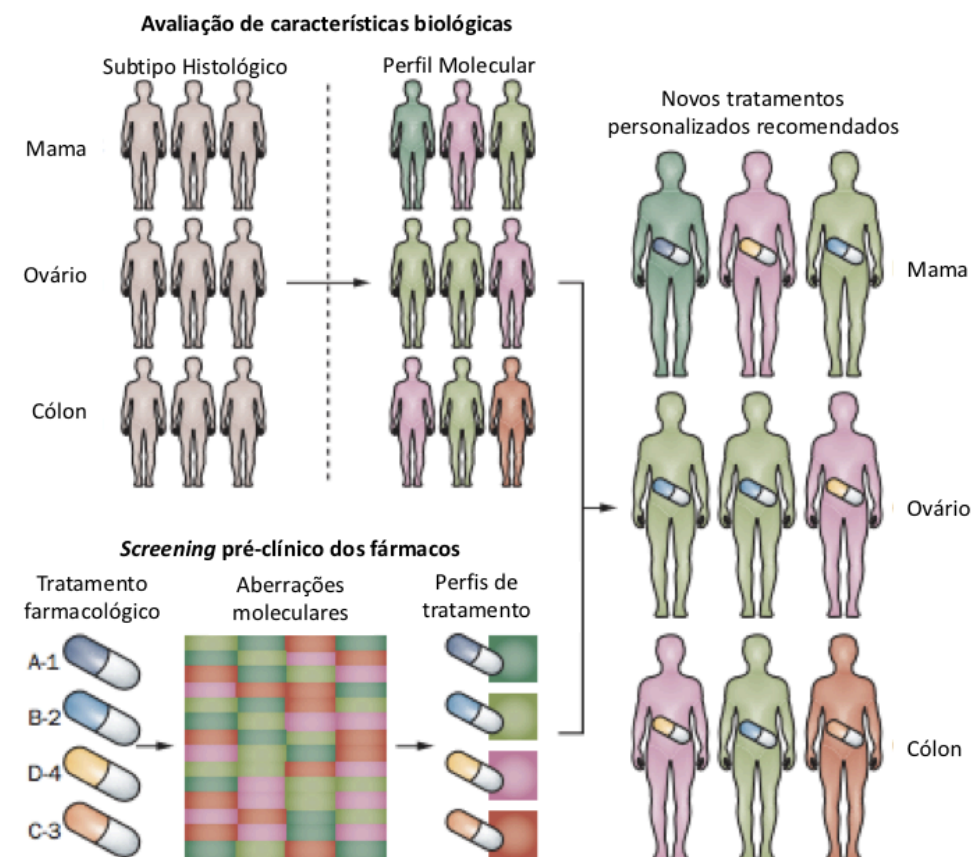 Avaliação de características biológicas
Subtipo Histológico
Perfil Molecular
Mama
Ovário
Cólon
Novos tratamentos
personalizados recomendados
Mama
Ovário
Cólon
Screening pré-clínico dos fármacos
Tratamento
farmacológico
Aberrações
moleculares
Perfis de
tratamento
A-1
B-2
D-4
C-3